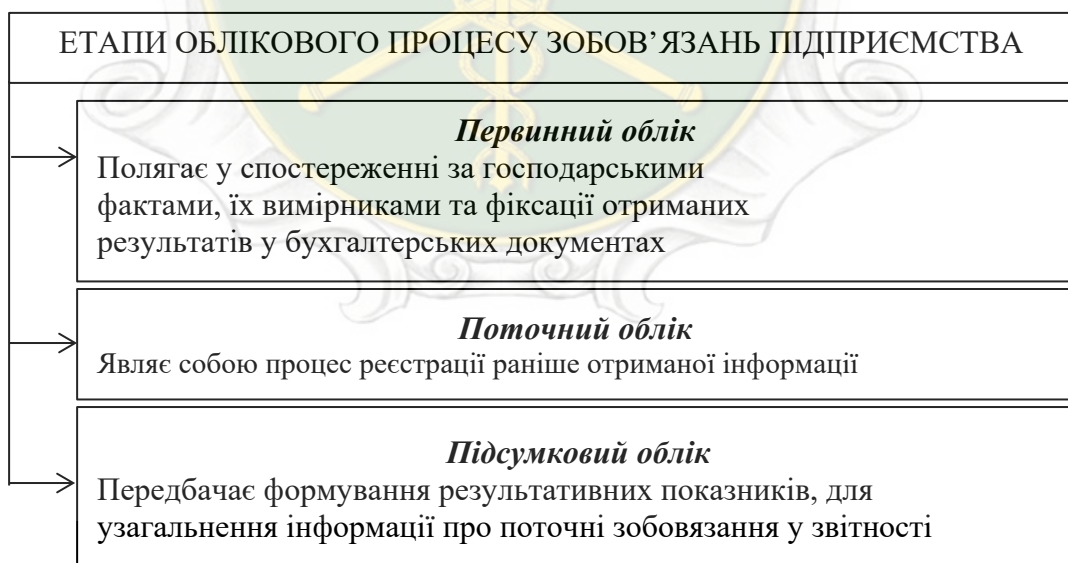 ЕТАПИ ОБЛІКОВОГО ПРОЦЕСУ ЗОБОВ’ЯЗАНЬ ПІДПРИЄМСТВА
Первинний облік
Полягає у спостереженні за господарськими
фактами, їх вимірниками та фіксації отриманих
результатів у бухгалтерських документах
Поточний облік
Являє собою процес реєстрації раніше отриманої інформації
Підсумковий облік
Передбачає формування результативних показників, для
узагальнення інформації про поточні зобовязання у звітності